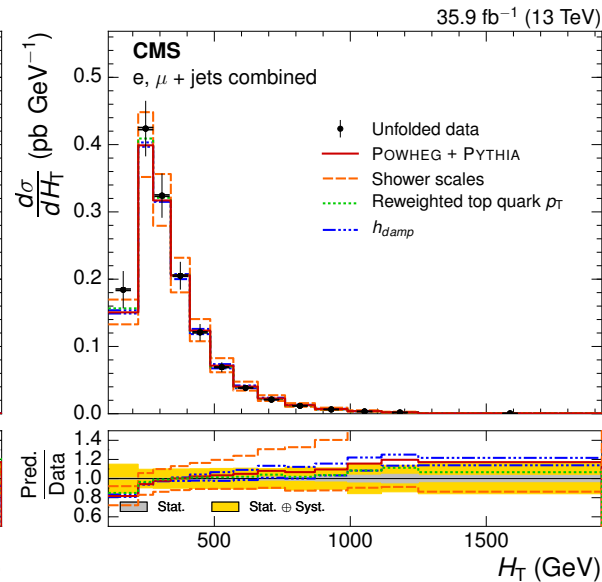 35.9 fb⁻¹ (13 TeV)
CMS
e, μ + jets combined
dσ/dH_T (pb GeV⁻¹)
0.5
0.4
0.3
0.2
0.1
0.0
Unfolded data
POWHEG + PYTHIA
Shower scales
Reweighted top quark p_T
h_damp
Pred./Data
1.4
1.2
1.0
0.8
0.6
Stat.
Stat. ⊕ Syst.
500
1000
1500
H_T (GeV)